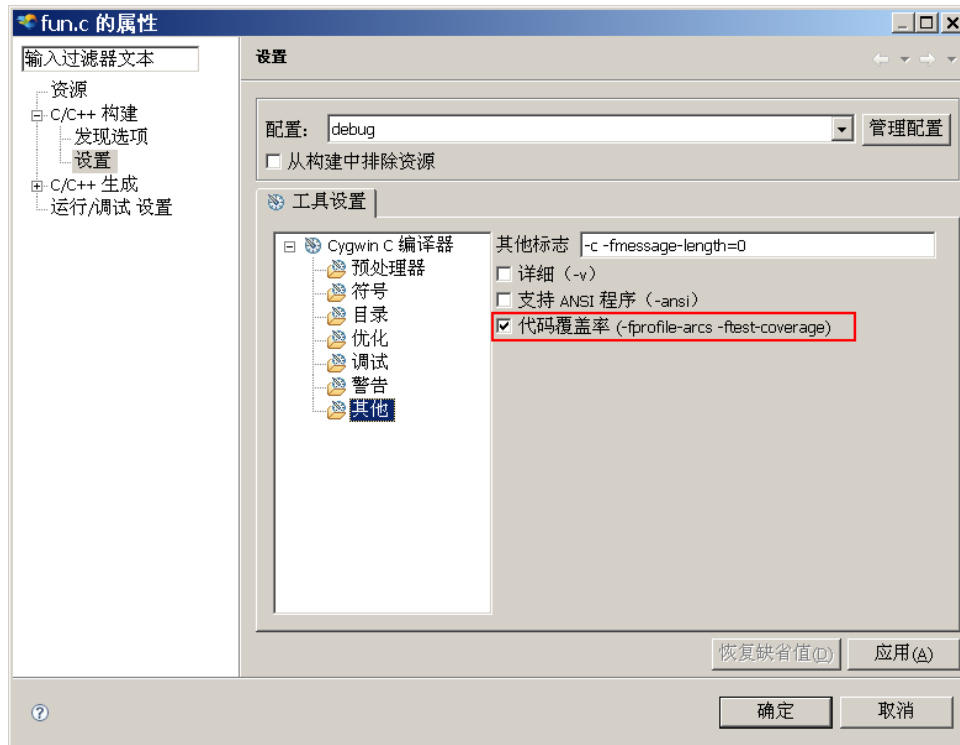 fun.c 的属性
输入过滤器文本
资源
C/C++ 构建
发现选项
设置
C/C++ 生成
运行/调试 设置
设置
配置: debug 管理配置
从构建中排除资源
工具设置
Cygwin C 编译器
预处理器
符号
目录
优化
调试
警告
其他
其他标志 -c -fmessage-length=0
详细（-v）
支持 ANSI 程序（-ansi）
代码覆盖率 (-fprofile-arcs -ftest-coverage)
恢复缺省值(D) 应用(A)
确定 取消